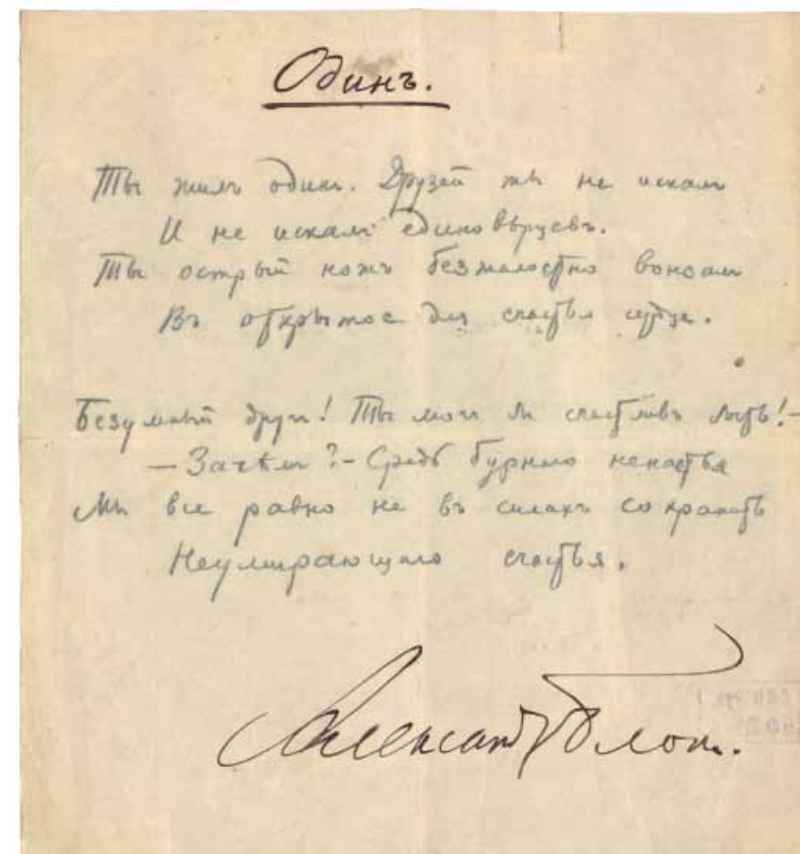 Одинъ.
Ты жилъ одинъ. Друзей ты не искалъ
И не искалъ единовѣрцевъ.
Ты острый ножъ безжалостно вонзалъ
Въ открытое для счастья сердце.
Безумный другъ! Ты могъ бы счастливъ быть! –
– Зачѣмъ? – Средь бурнаго ненастья
Мы все равно не въ силахъ сохранить
Неумирающаго счастья.
Александръ Блокъ.